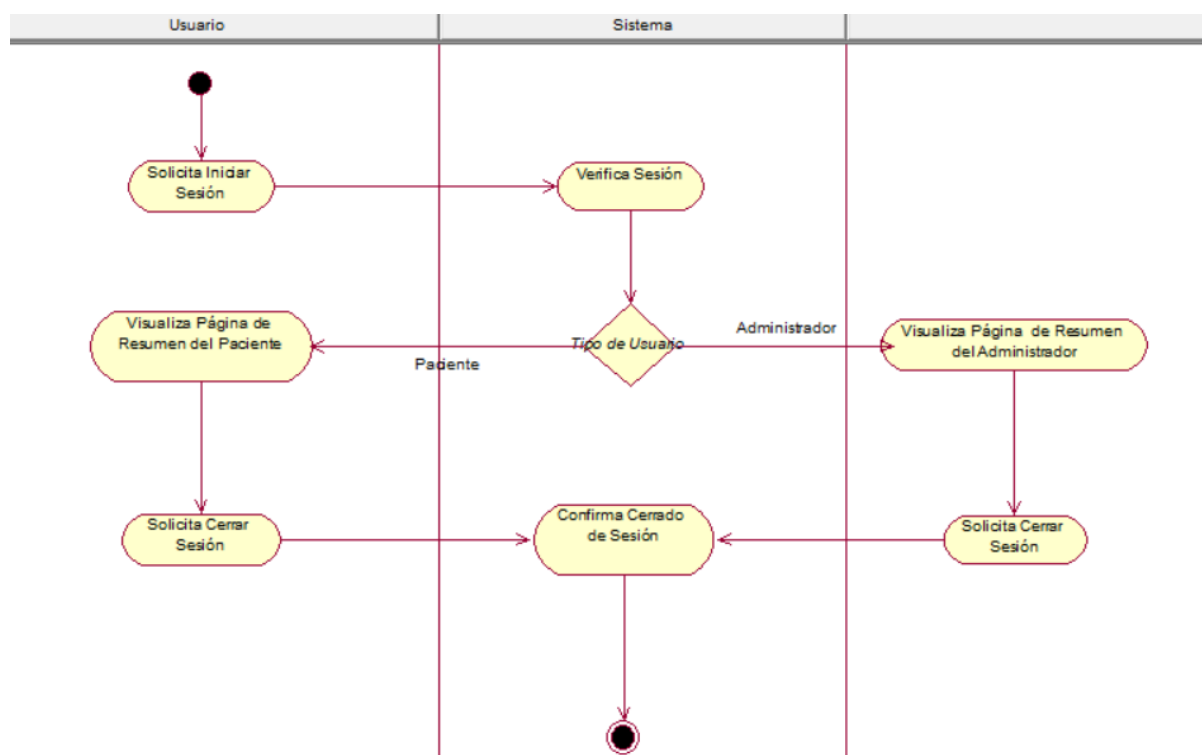 Usuario
Sistema
Solicita Iniciar
Sesión
Verifica Sesión
Visualiza Página de
Resumen del Paciente
Paciente
Tipo de Usuario
Administrador
Visualiza Página de Resumen
del Administrador
Solicita Cerrar
Sesión
Confirma Cerrado
de Sesión
Solicita Cerrar
Sesión